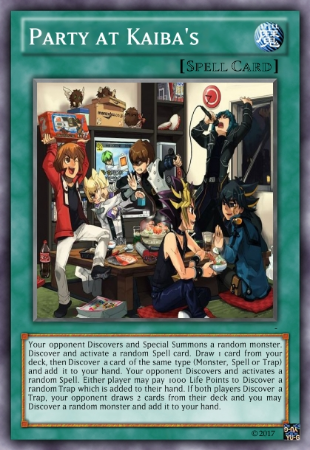 Party at Kaiba's
[Spell Card]
Your opponent Discovers and Special Summons a random monster.
Discover and activate a random Spell card. Draw 1 card from your
deck, then Discover a card of the same type (Monster, Spell or Trap)
and add it to your hand. Your opponent Discovers and activates
a random Spell. Either player may pay 1000 Life Points to Discover a
random Trap which is added to their hand. If both players Discover a
Trap, your opponent draws 2 cards from their deck and you may
Discover a random monster and add it to your hand.
©2017